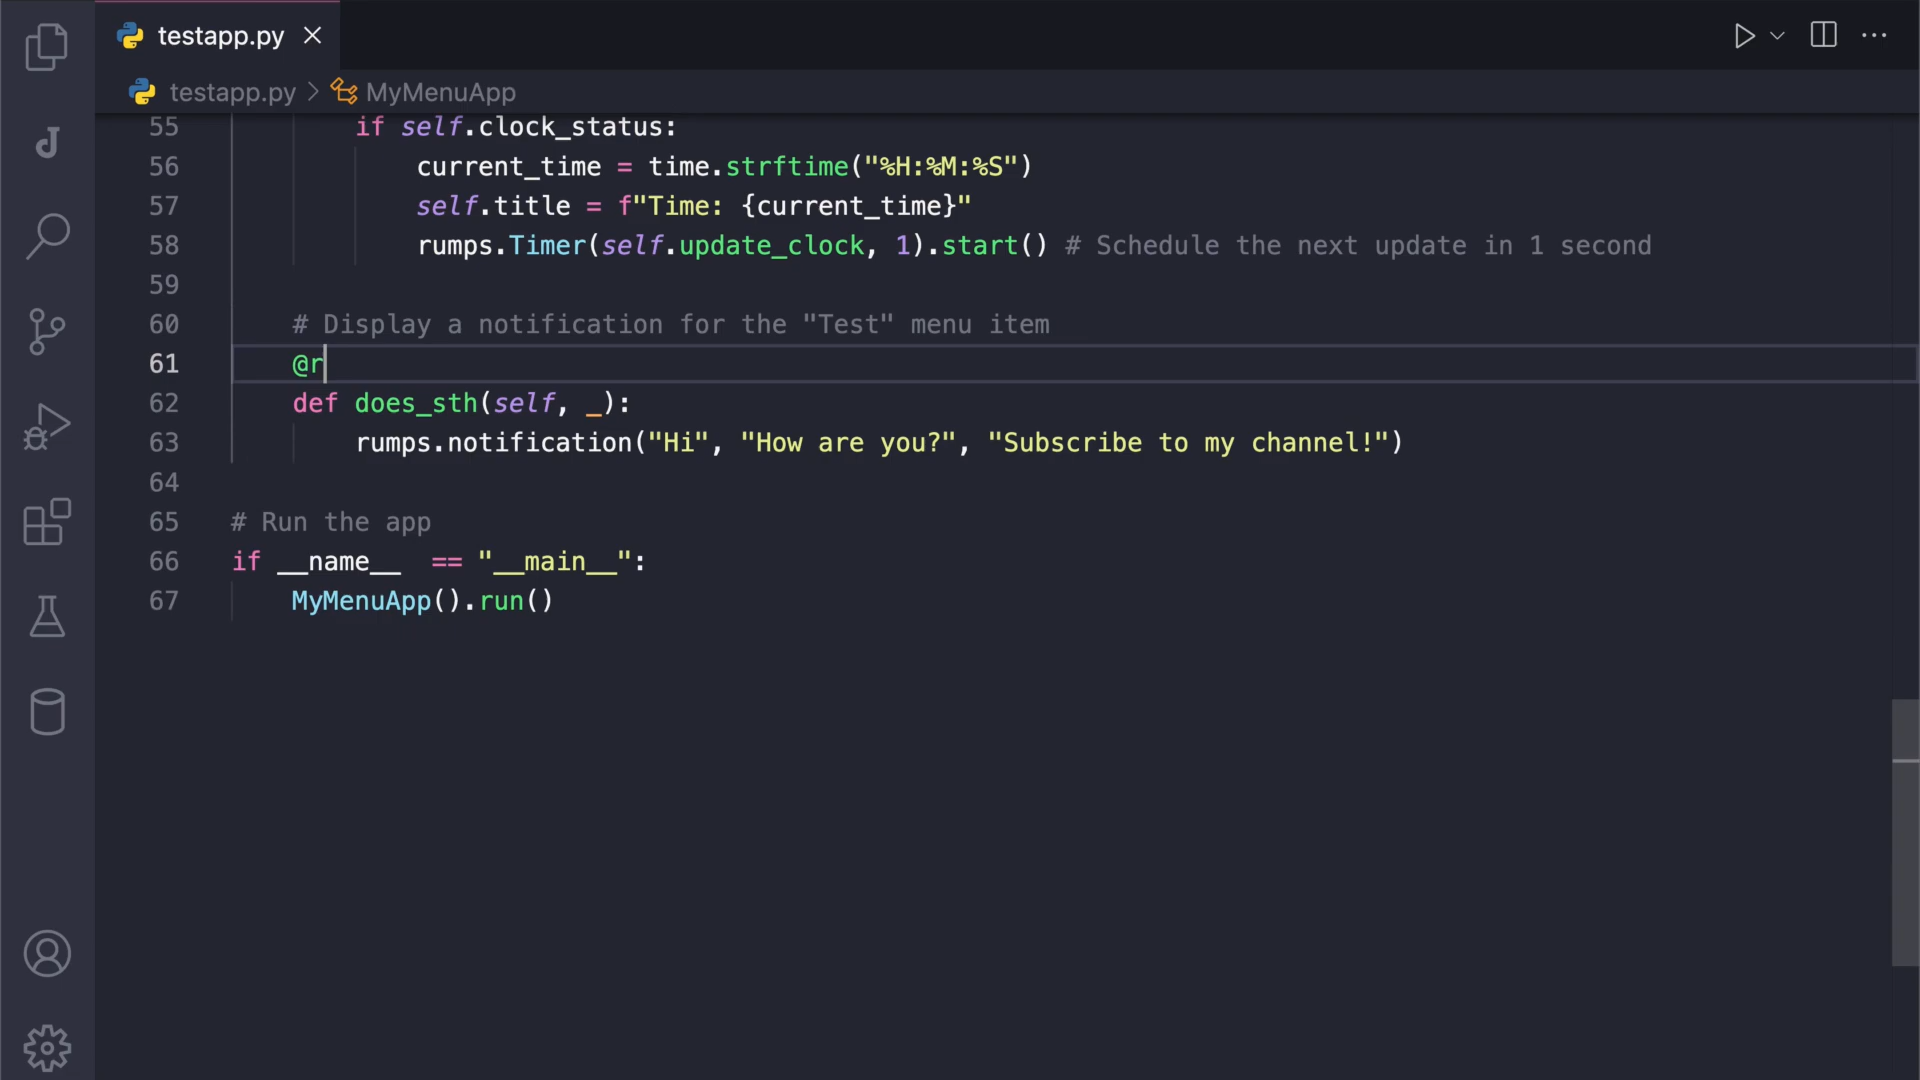 testapp.py
testapp.py > MyMenuApp
55 if self.clock_status:
56 current_time = time.strftime("%H:%M:%S")
57 self.title = f"Time: {current_time}"
58 rumps.Timer(self.update_clock, 1).start() # Schedule the next update in 1 second
59
60 # Display a notification for the "Test" menu item
61 @r
62 def does_sth(self, _):
63 rumps.notification("Hi", "How are you?", "Subscribe to my channel!")
64
65 # Run the app
66 if __name__ == "__main__":
67 MyMenuApp().run()